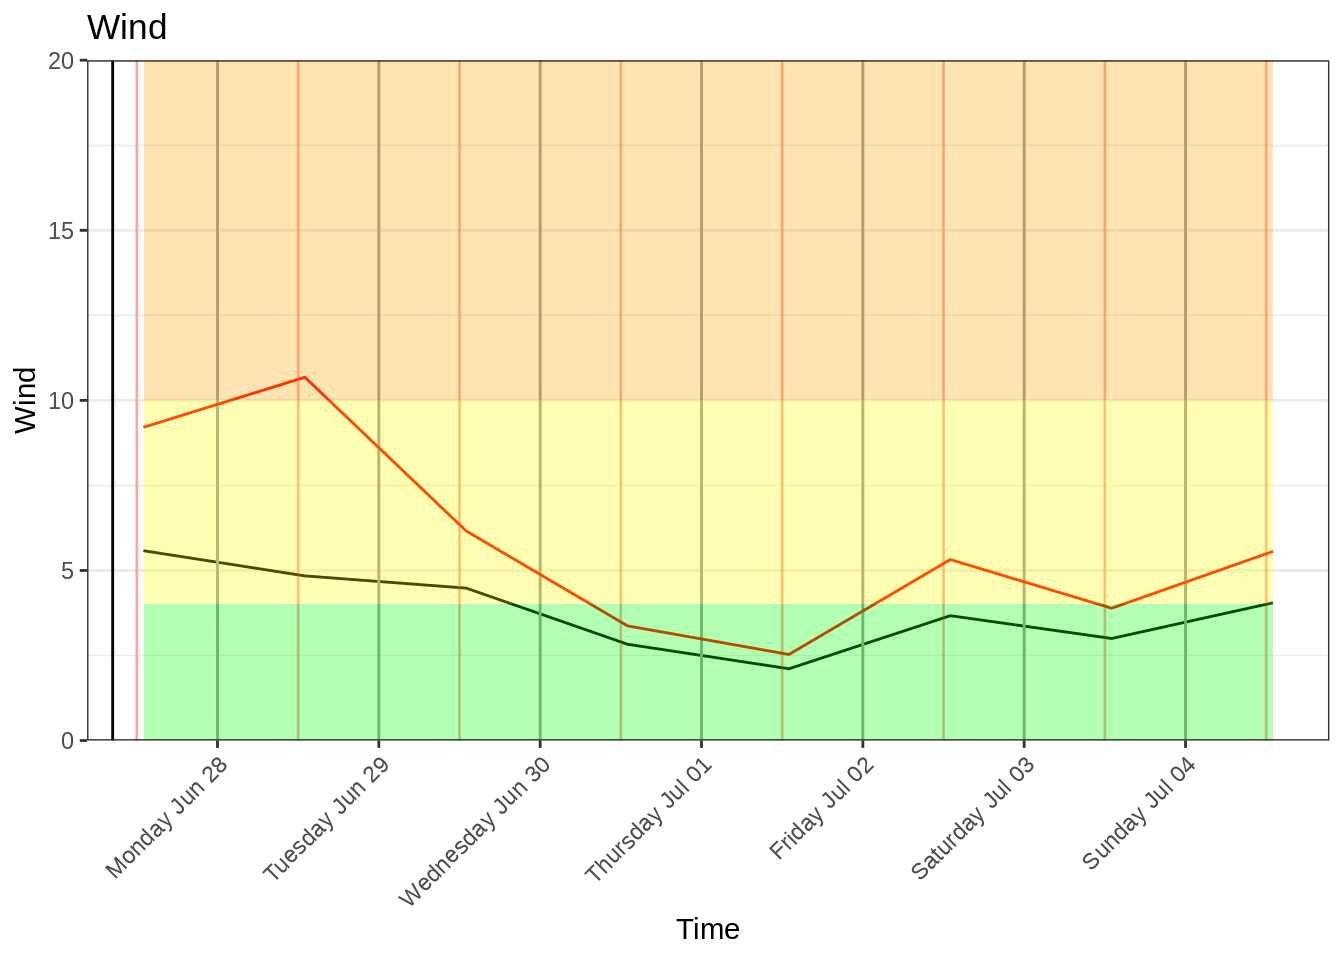 Wind
20
15
10
5
0
Wind
Monday Jun 28
Tuesday Jun 29
Wednesday Jun 30
Thursday Jul 01
Friday Jul 02
Saturday Jul 03
Sunday Jul 04
Time